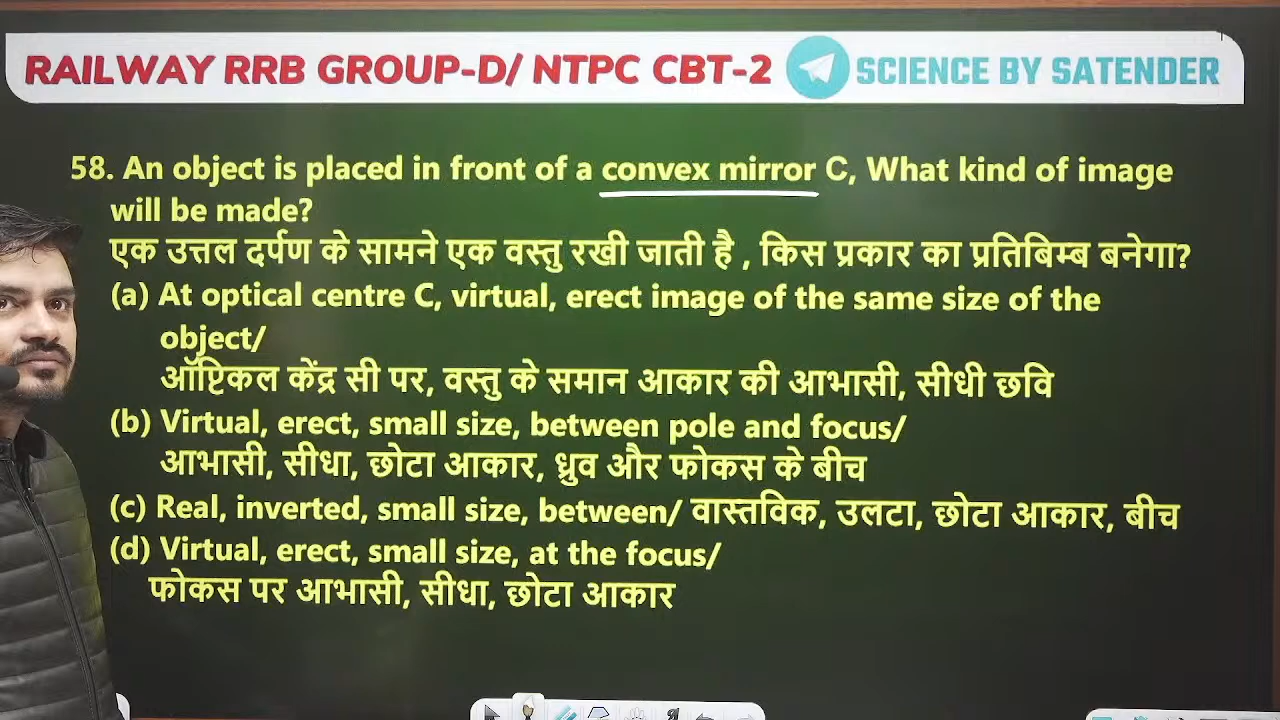 RAILWAY RRB GROUP-D/ NTPC CBT-2 SCIENCE BY SATENDER
58. An object is placed in front of a convex mirror C, What kind of image
will be made?
एक उत्तल दर्पण के सामने एक वस्तु रखी जाती है , किस प्रकार का प्रतिबिम्ब बनेगा?
(a) At optical centre C, virtual, erect image of the same size of the
object/
ऑप्टिकल केंद्र सी पर, वस्तु के समान आकार की आभासी, सीधी छवि
(b) Virtual, erect, small size, between pole and focus/
आभासी, सीधा, छोटा आकार, ध्रुव और फोकस के बीच
(c) Real, inverted, small size, between/ वास्तविक, उलटा, छोटा आकार, बीच
(d) Virtual, erect, small size, at the focus/
फोकस पर आभासी, सीधा, छोटा आकार